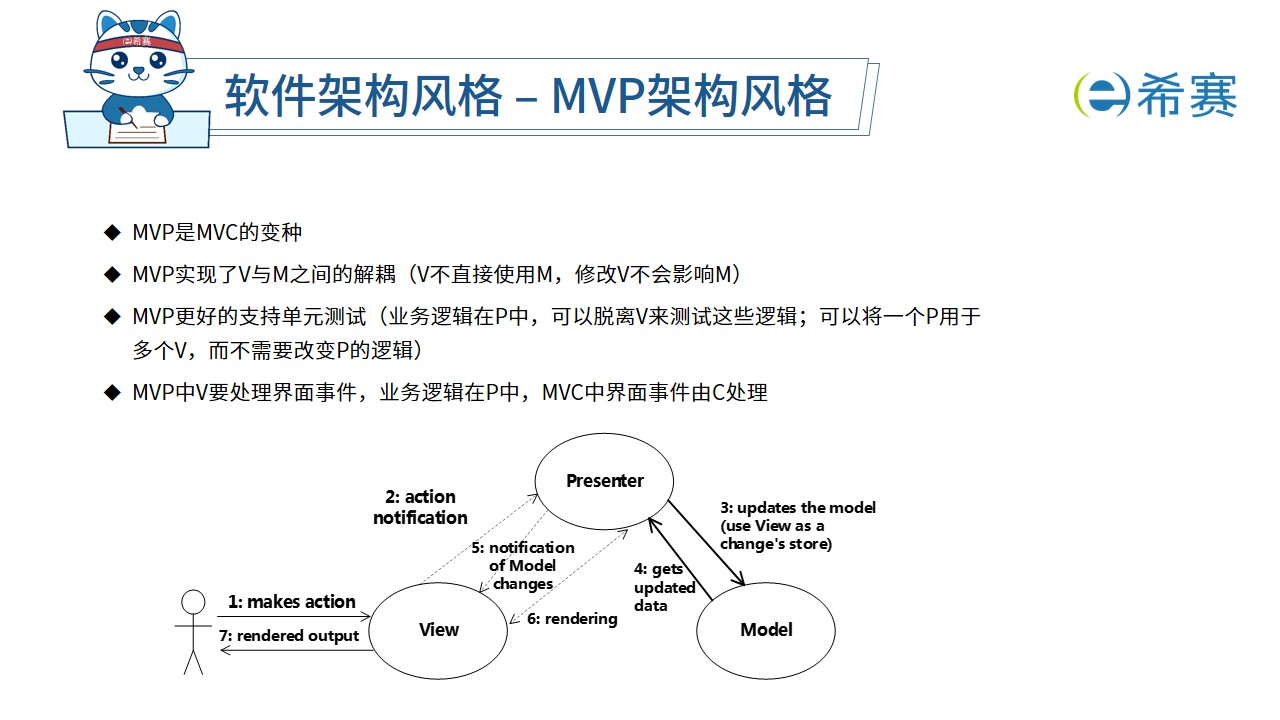 希赛
软件架构风格 – MVP架构风格
希赛
◆ MVP是MVC的变种
◆ MVP实现了V与M之间的解耦（V不直接使用M，修改V不会影响M）
◆ MVP更好的支持单元测试（业务逻辑在P中，可以脱离V来测试这些逻辑；可以将一个P用于
多个V，而不需要改变P的逻辑）
◆ MVP中V要处理界面事件，业务逻辑在P中，MVC中界面事件由C处理
Presenter
2: action
notification
3: updates the model
(use View as a
change's store)
5: notification
of Model
changes
4: gets
updated
data
1: makes action
6: rendering
View
Model
7: rendered output